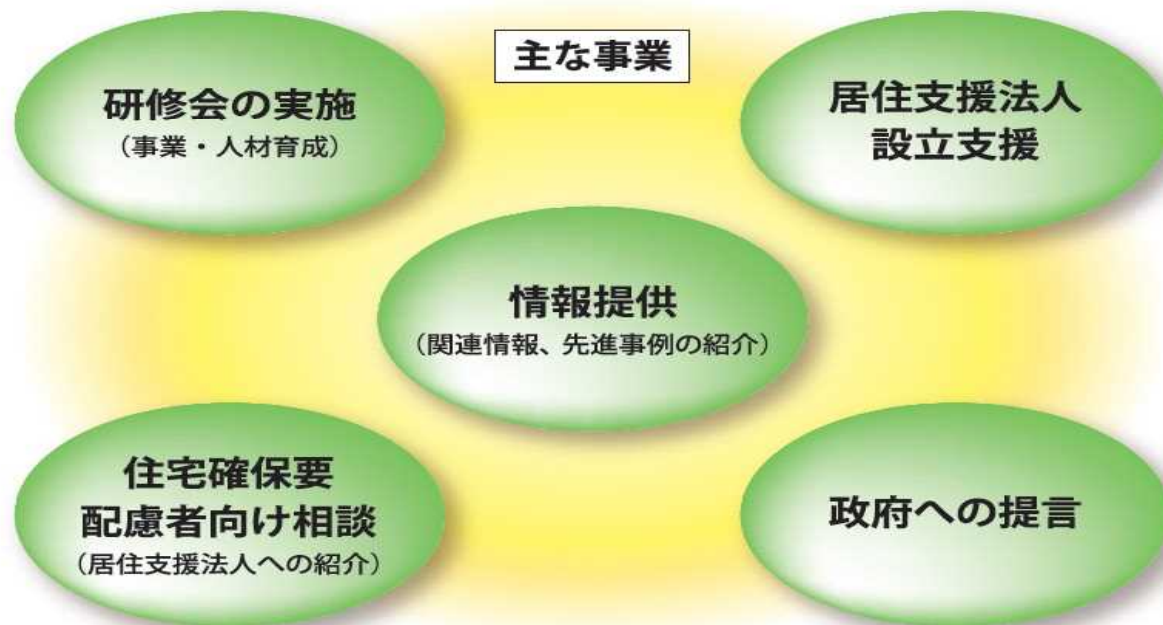 主な事業
研修会の実施
（事業・人材育成）
居住支援法人
設立支援
情報提供
（関連情報、先進事例の紹介）
住宅確保要
配慮者向け相談
（居住支援法人への紹介）
政府への提言